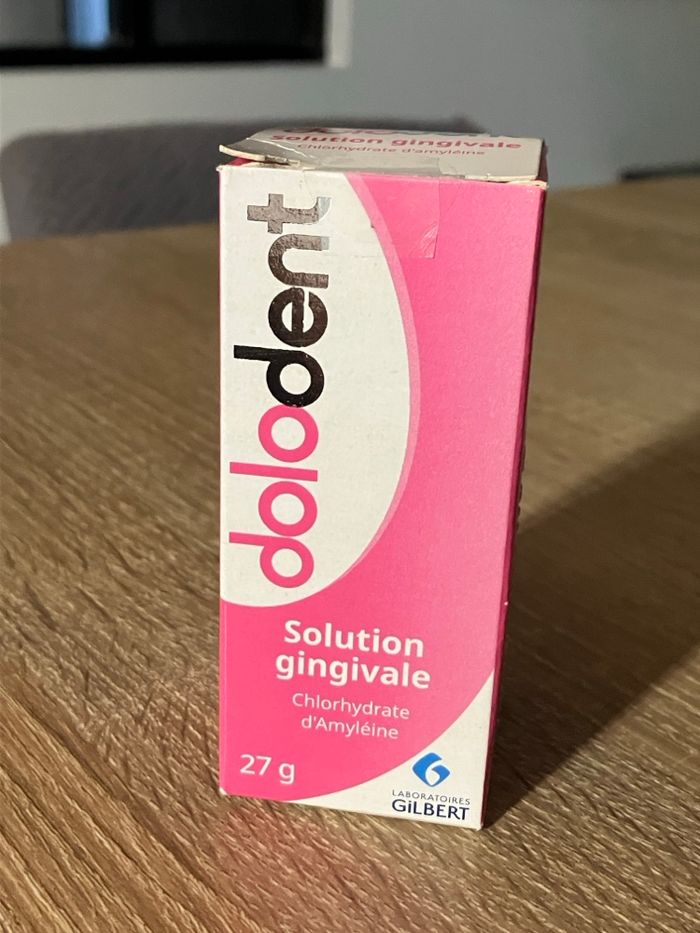 solution gingivale
Chlorhydrate d'amyléine
dolodent
Solution
gingivale
Chlorhydrate
d'Amyléine
27 g
LABORATOIRES
GiLBERT